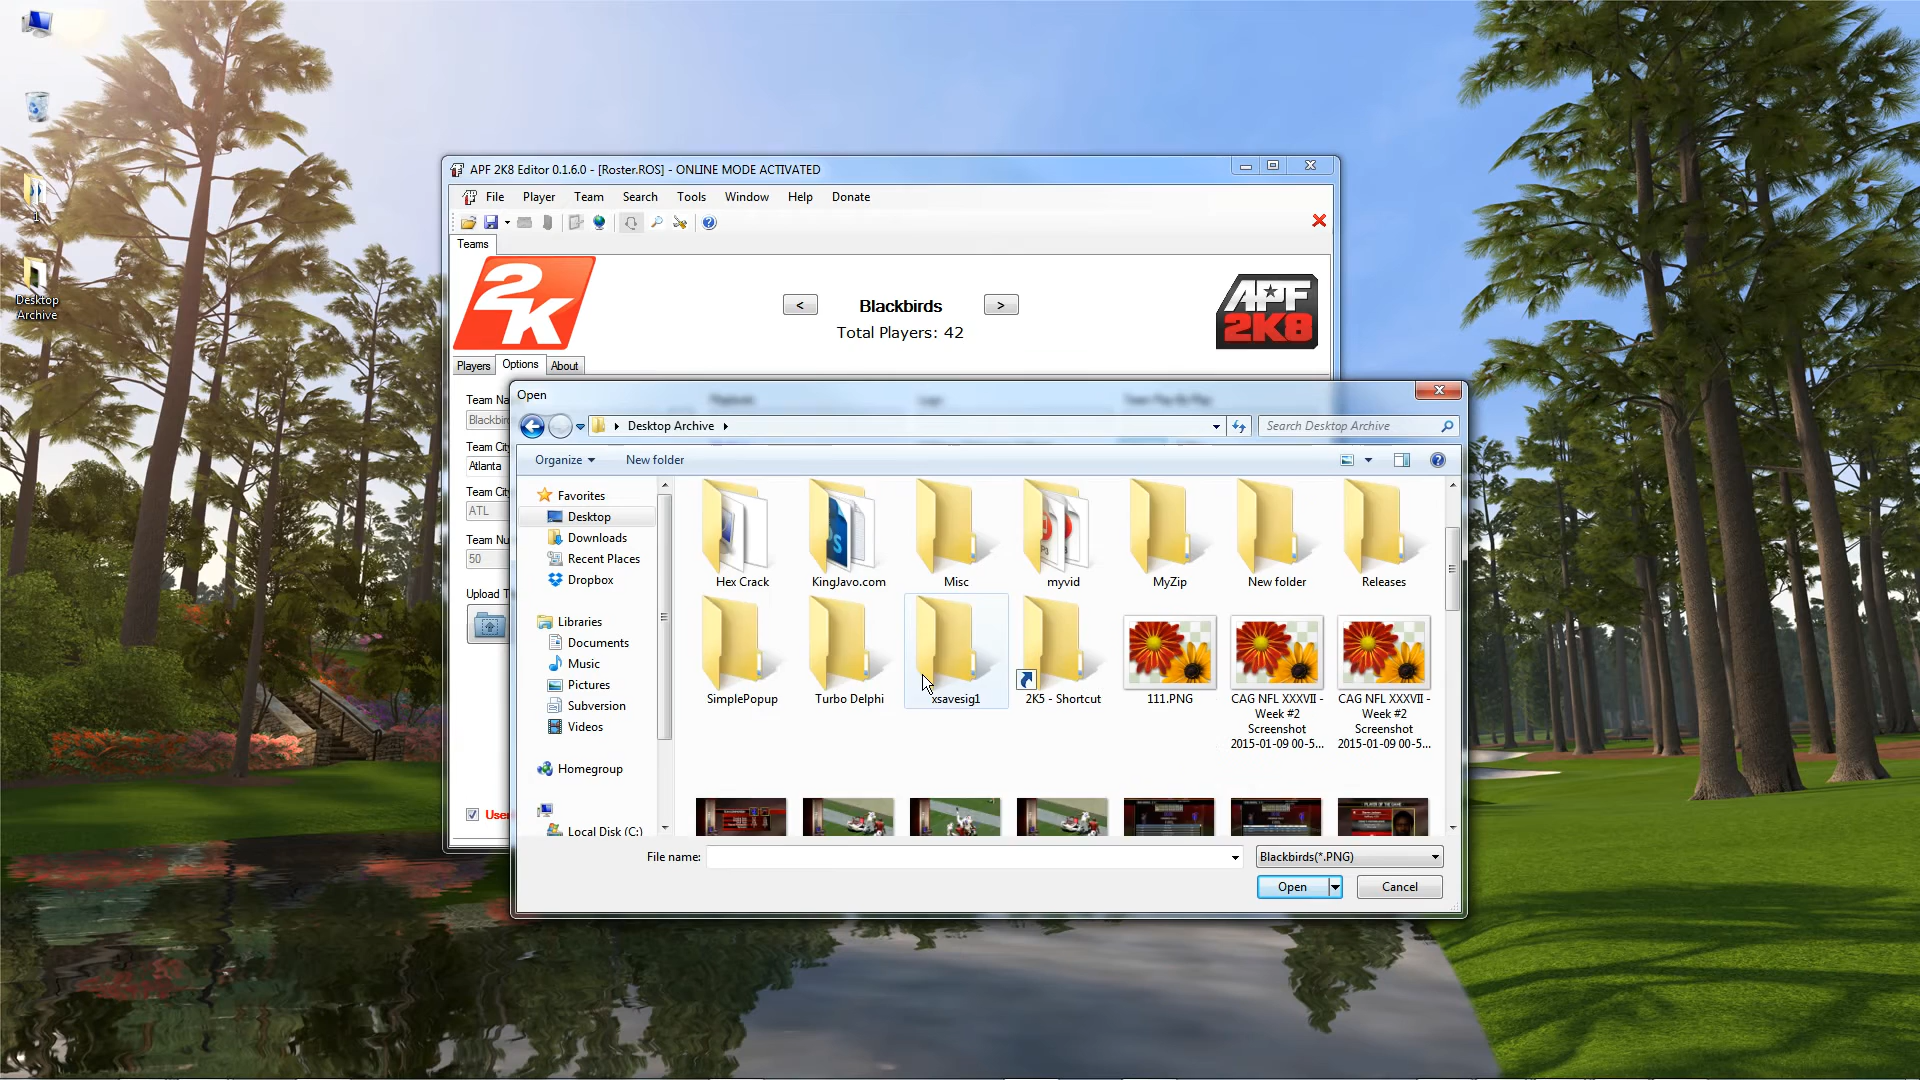 APF 2K8 Editor 0.1.6.0 - [Roster.ROS] - ONLINE MODE ACTIVATED
File Player Team Search Tools Window Help Donate
Teams
2K
< Blackbirds >
Total Players: 42
APF
2K8
Players Options About
Team Na
Blackbir
Team City
Atlanta
Team City
ATL
Team Nu
50
Upload T
User
Open
Desktop Archive
Search Desktop Archive
Organize New folder
Favorites
Desktop
Downloads
Recent Places
Dropbox
Libraries
Documents
Music
Pictures
Subversion
Videos
Homegroup
Local Disk (C:)
Hex Crack
KingJavo.com
Misc
myvid
MyZip
New folder
Releases
SimplePopup
Turbo Delphi
xsavesig1
2K5 - Shortcut
111.PNG
CAG NFL XXXVII -
Week #2
Screenshot
2015-01-09 00-5...
CAG NFL XXXVII -
Week #2
Screenshot
2015-01-09 00-5...
File name:
Blackbirds(*.PNG)
Open Cancel
1
Desktop
Archive